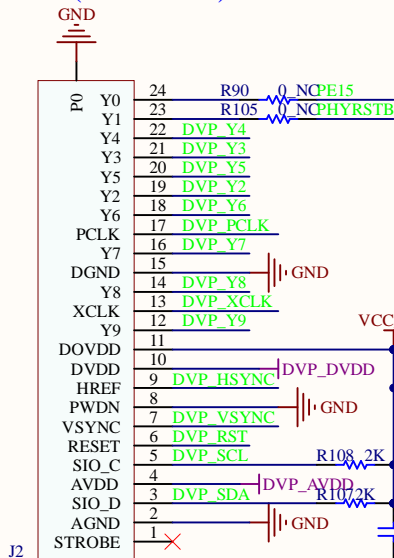 GND
P0
Y0 24 R90 0_NC PE15
Y1 23 R105 0_NC PHYRSTB
Y4 22 DVP_Y4
Y3 21 DVP_Y3
Y5 20 DVP_Y5
Y2 19 DVP_Y2
Y6 18 DVP_Y6
PCLK 17 DVP_PCLK
Y7 16 DVP_Y7
DGND 15 GND
Y8 14 DVP_Y8
XCLK 13 DVP_XCLK
Y9 12 DVP_Y9
VCC
DOVDD 11
DVDD 10 DVP_DVDD
HREF 9 DVP_HSYNC
PWDN 8 GND
VSYNC 7 DVP_VSYNC
RESET 6 DVP_RST
SIO_C 5 DVP_SCL R108 2K
AVDD 4 DVP_AVDD
SIO_D 3 DVP_SDA R107 2K
AGND 2 GND
STROBE 1
J2